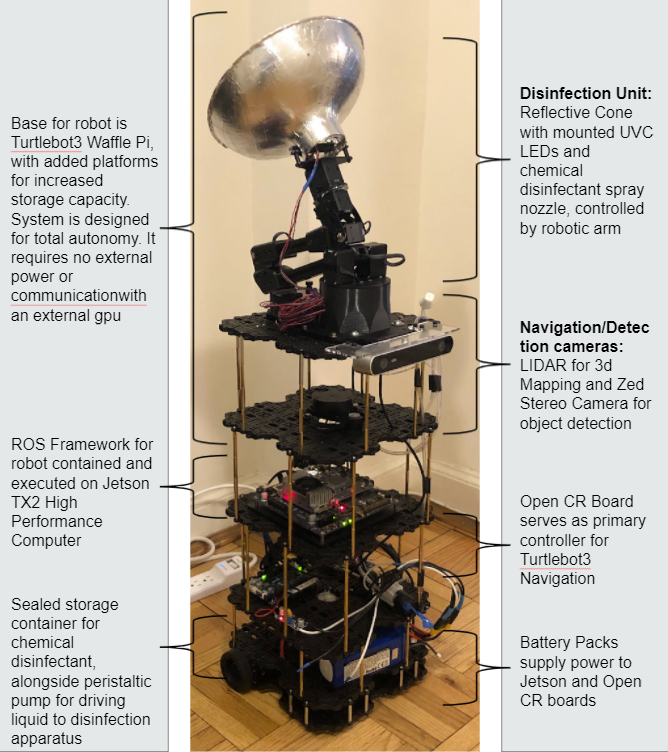 Base for robot is
Turtlebot3 Waffle Pi,
with added platforms
for increased
storage capacity.
System is designed
for total autonomy. It
requires no external
power or
communicationwith
an external gpu
ROS Framework for
robot contained and
executed on Jetson
TX2 High
Performance
Computer
Sealed storage
container for
chemical
disinfectant,
alongside peristaltic
pump for driving
liquid to disinfection
apparatus
Disinfection Unit:
Reflective Cone
with mounted UVC
LEDs and
chemical
disinfectant spray
nozzle, controlled
by robotic arm
Navigation/Detec
tion cameras:
LIDAR for 3d
Mapping and Zed
Stereo Camera for
object detection
Open CR Board
serves as primary
controller for
Turtlebot3
Navigation
Battery Packs
supply power to
Jetson and Open
CR boards